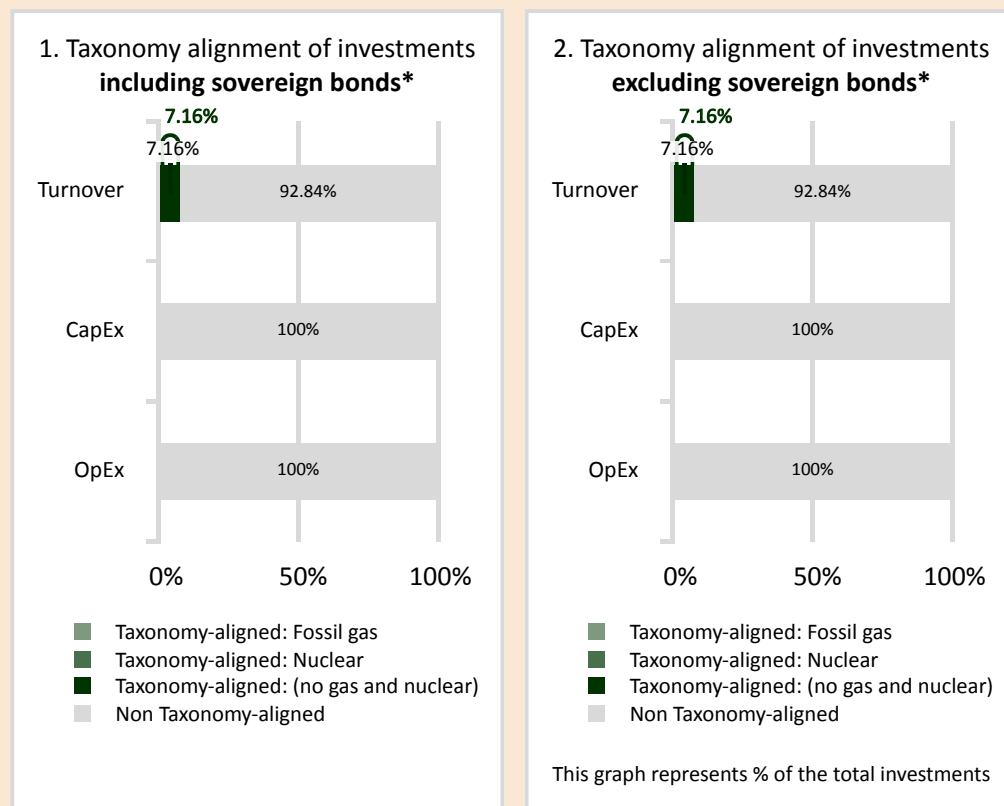 1. Taxonomy alignment of investments
including sovereign bonds*
7.16%
7.16%
Turnover
92.84%
CapEx
100%
OpEx
100%
0% 50% 100%
Taxonomy-aligned: Fossil gas
Taxonomy-aligned: Nuclear
Taxonomy-aligned: (no gas and nuclear)
Non Taxonomy-aligned
2. Taxonomy alignment of investments
excluding sovereign bonds*
7.16%
7.16%
Turnover
92.84%
CapEx
100%
OpEx
100%
0% 50% 100%
Taxonomy-aligned: Fossil gas
Taxonomy-aligned: Nuclear
Taxonomy-aligned: (no gas and nuclear)
Non Taxonomy-aligned
This graph represents % of the total investments